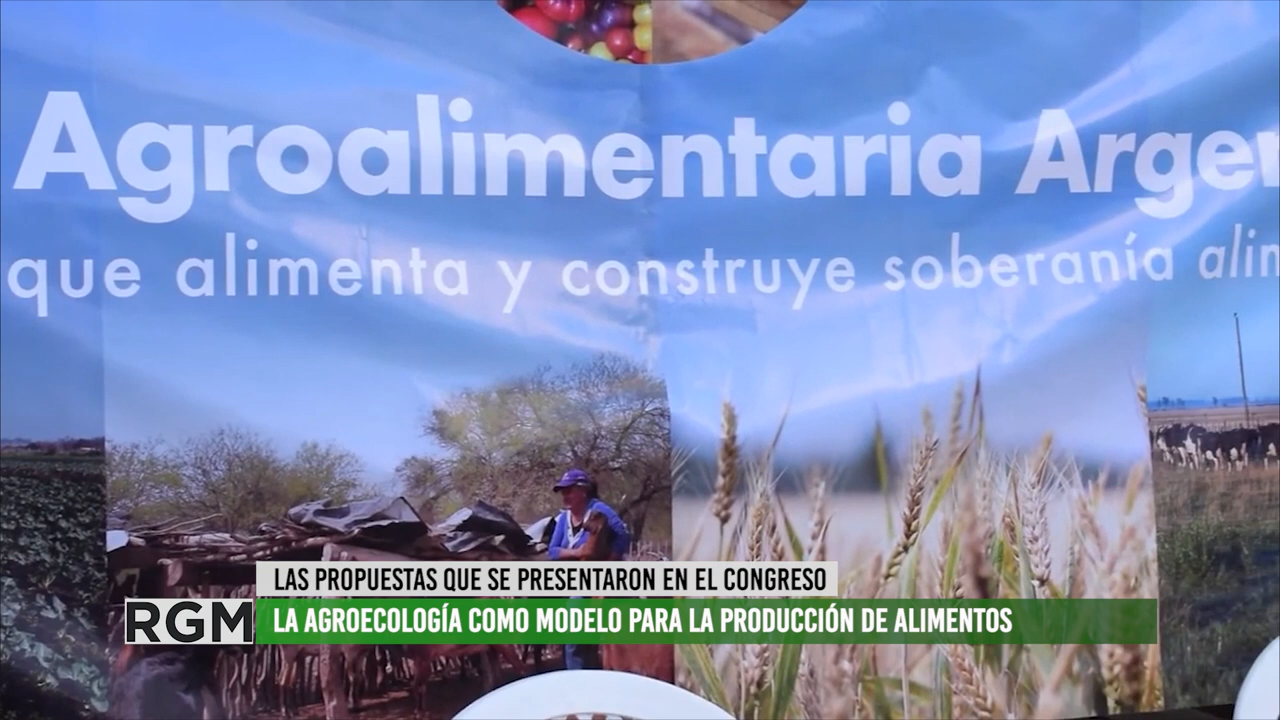 Agroalimentaria
que alimenta y construye soberanía
LAS PROPUESTAS QUE SE PRESENTARON EN EL CONGRESO
RGM
LA AGROECOLOGÍA COMO MODELO PARA LA PRODUCCIÓN DE ALIMENTOS